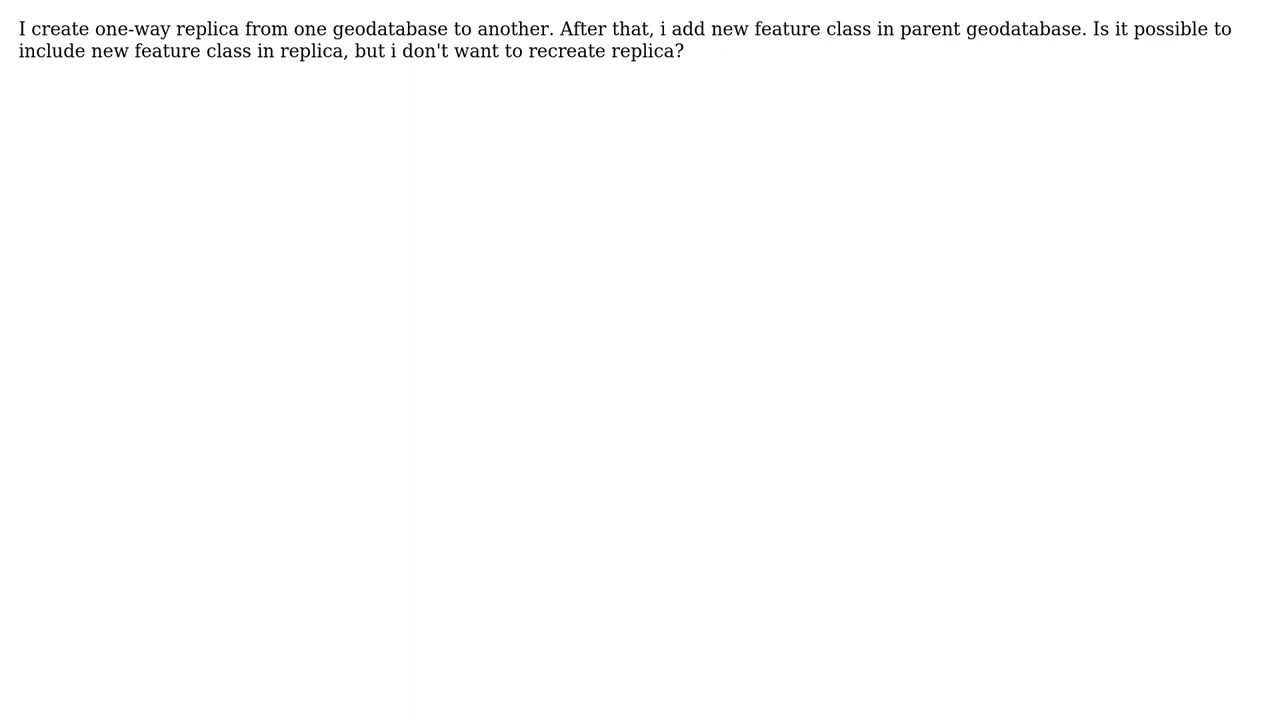 I create one-way replica from one geodatabase to another. After that, i add new feature class in parent geodatabase. Is it possible to
include new feature class in replica, but i don't want to recreate replica?